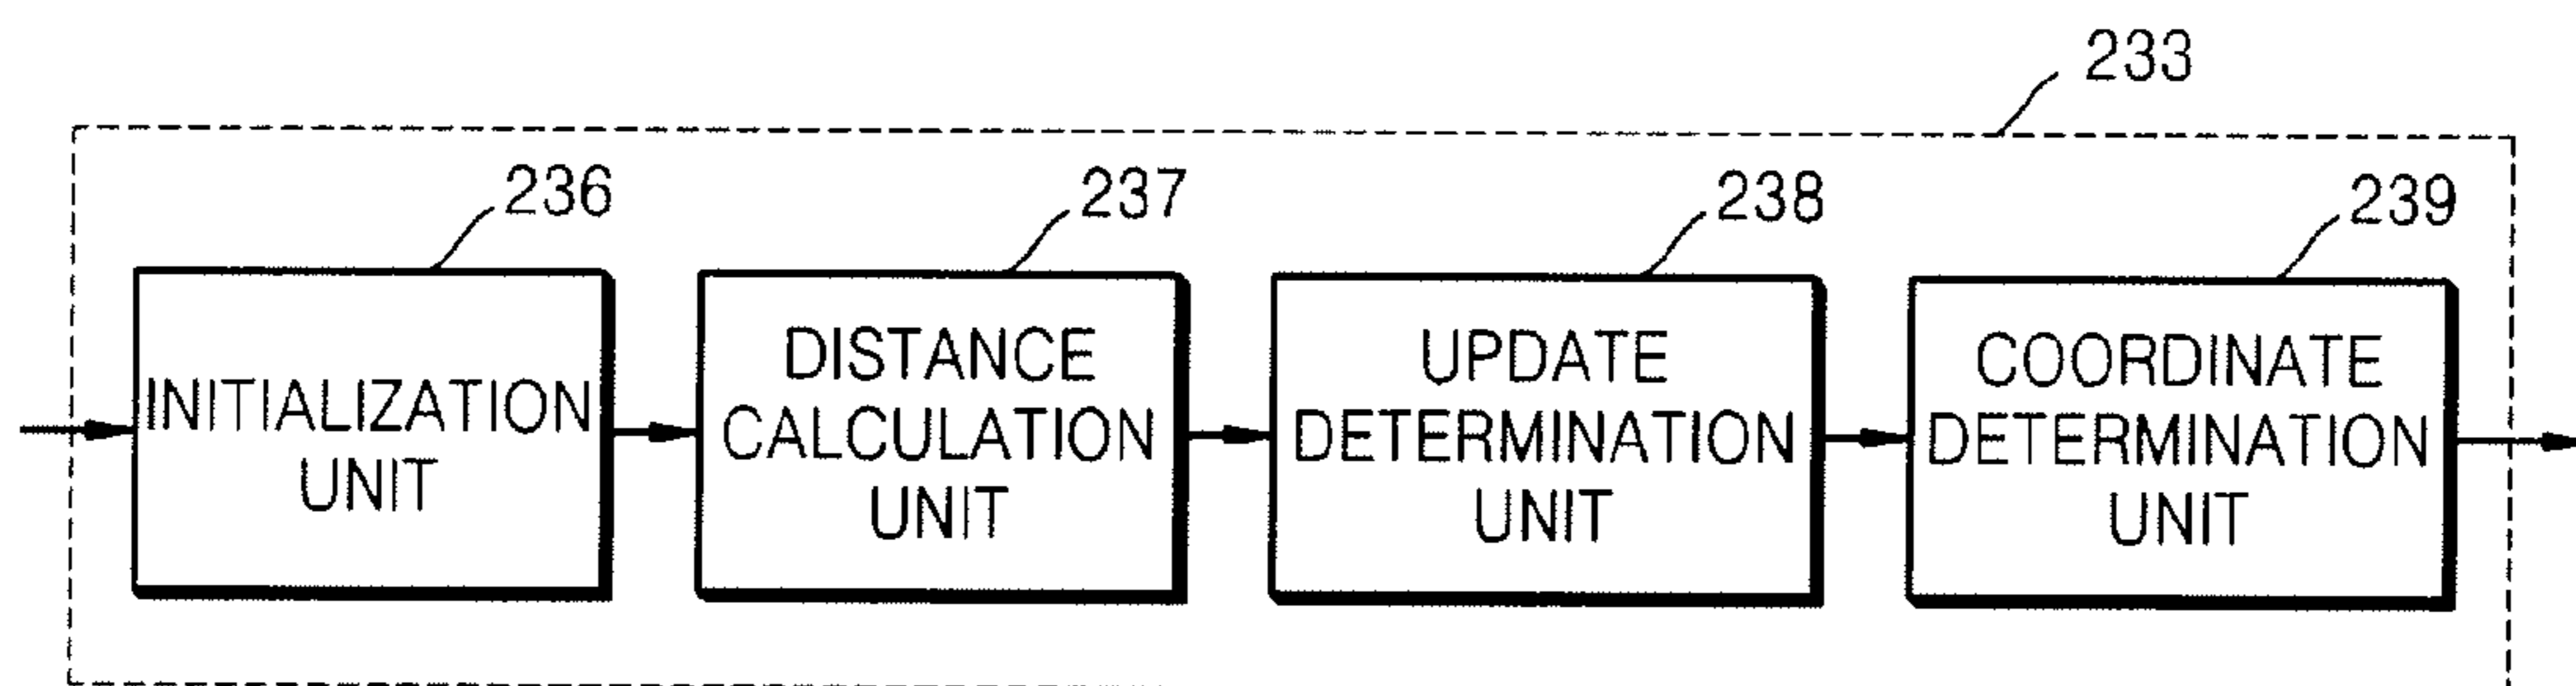 233
236
237
238
239
INITIALIZATION
UNIT
DISTANCE
CALCULATION
UNIT
UPDATE
DETERMINATION
UNIT
COORDINATE
DETERMINATION
UNIT